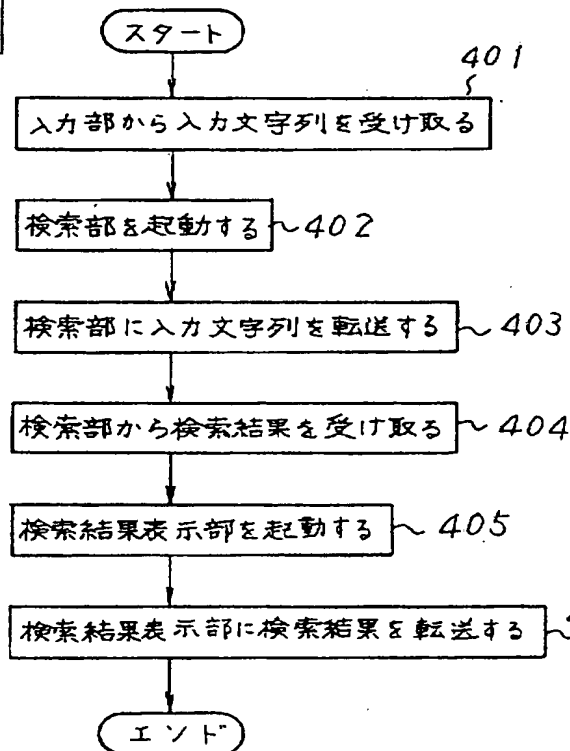 スタート
401
入力部から入力文字列を受け取る
検索部を起動する 402
検索部に入力文字列を転送する 403
検索部から検索結果を受け取る 404
検索結果表示部を起動する 405
検索結果表示部に検索結果を転送する
エンド